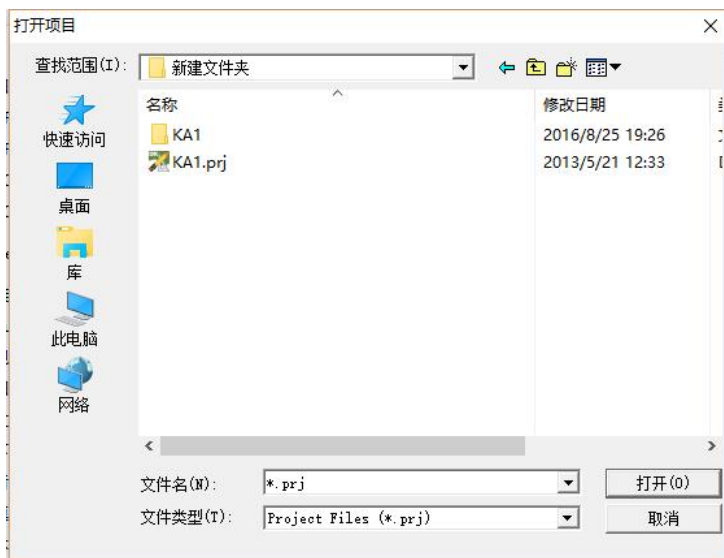 打开项目
查找范围(I): 新建文件夹
名称 修改日期
快速访问
KA1 2016/8/25 19:26
KA1.prj 2013/5/21 12:33
桌面
库
此电脑
网络
文件名(N): *.prj 打开(O)
文件类型(T): Project Files (*.prj) 取消